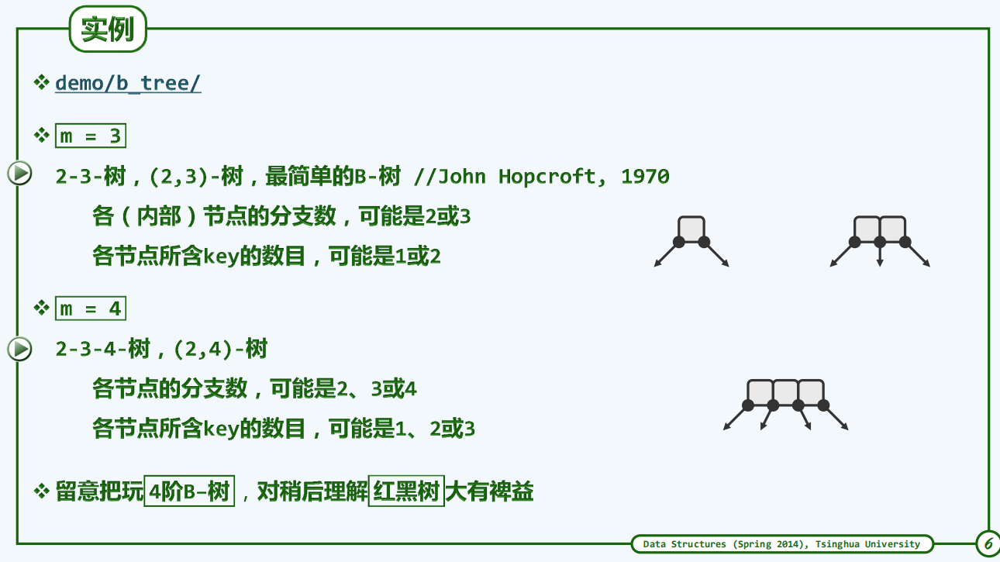 实例
demo/b_tree/
m = 3
2-3-树，(2,3)-树，最简单的B-树 //John Hopcroft, 1970
各（内部）节点的分支数，可能是2或3
各节点所含key的数目，可能是1或2
m = 4
2-3-4-树，(2,4)-树
各节点的分支数，可能是2、3或4
各节点所含key的数目，可能是1、2或3
留意把玩4阶B-树，对稍后理解红黑树大有裨益
Data Structures (Spring 2014), Tsinghua University
6